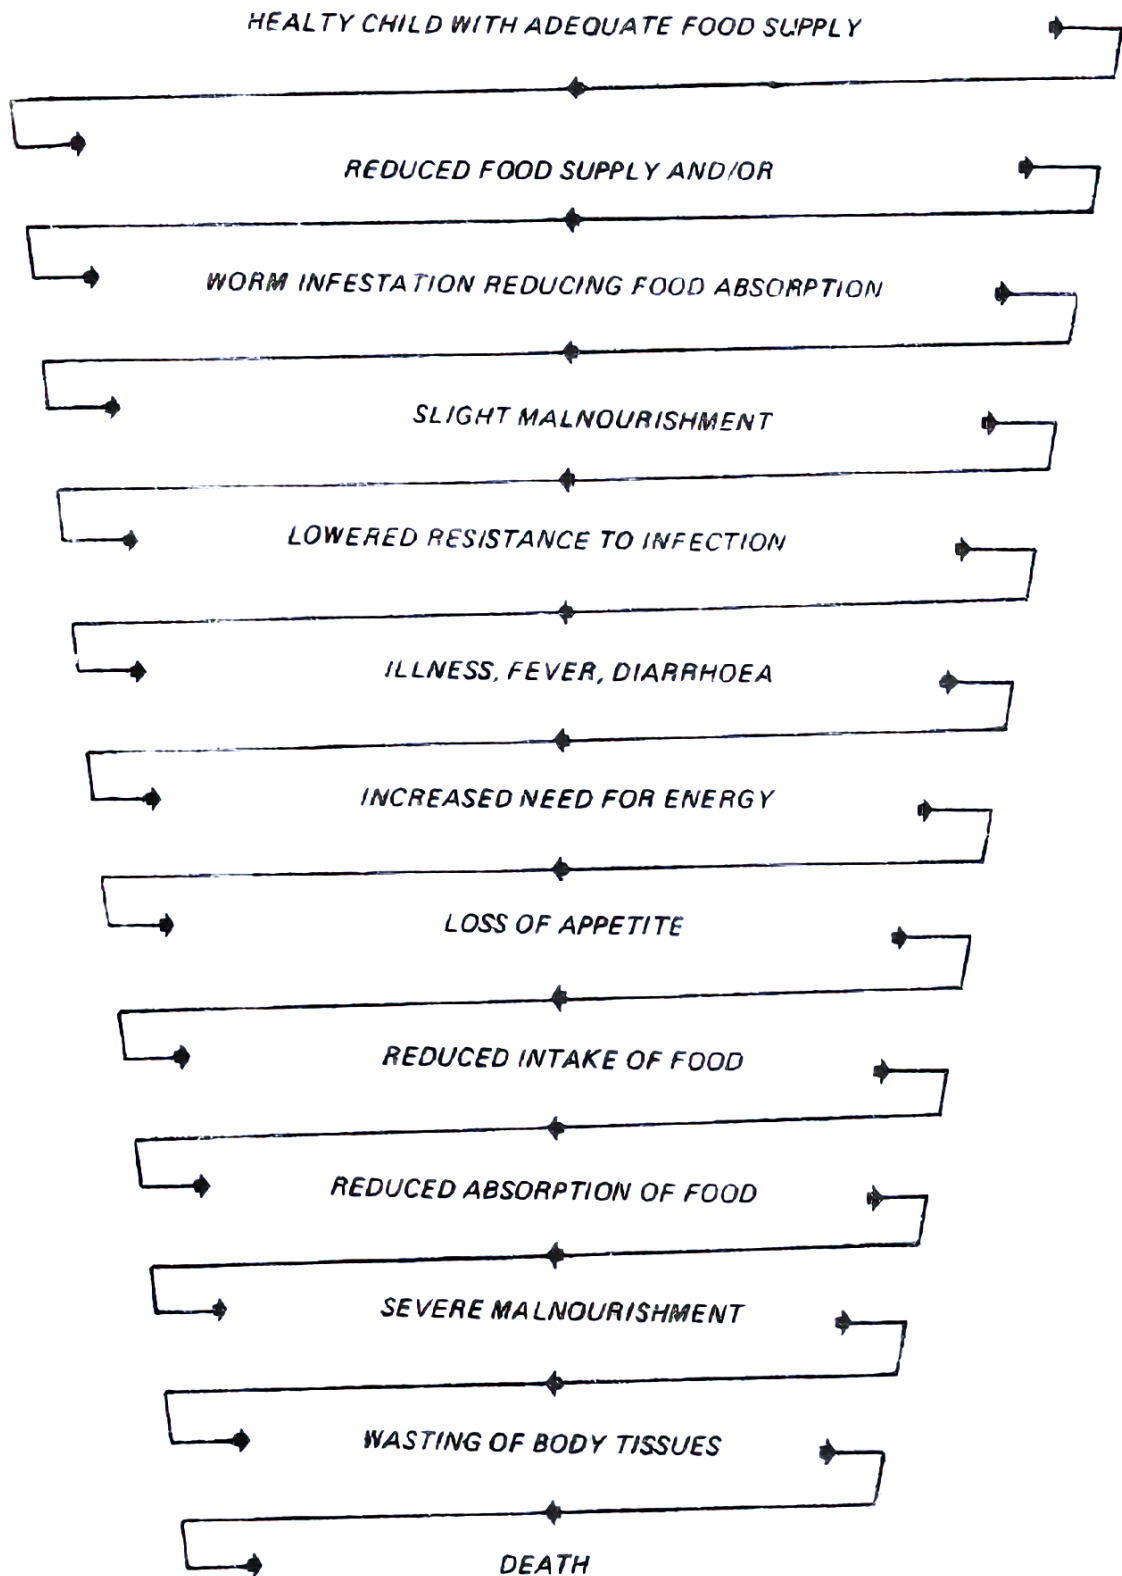 HEALTY CHILD WITH ADEQUATE FOOD SUPPLY
REDUCED FOOD SUPPLY AND/OR
WORM INFESTATION REDUCING FOOD ABSORPTION
SLIGHT MALNOURISHMENT
LOWERED RESISTANCE TO INFECTION
ILLNESS, FEVER, DIARRHOEA
INCREASED NEED FOR ENERGY
LOSS OF APPETITE
REDUCED INTAKE OF FOOD
REDUCED ABSORPTION OF FOOD
SEVERE MALNOURISHMENT
WASTING OF BODY TISSUES
DEATH